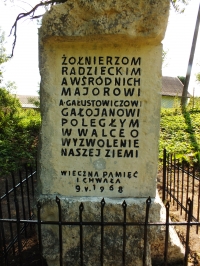 ŻOŁNIERZOM
RADZIECKIM
A WŚRÓD NICH
MAJOROWI
A·GAŁUSTOWICZOWI
GAŁOJANOWI
POLEGŁYM
W WALCE O
WYZWOLENIE
NASZEJ ZIEMI
WIECZNA PAMIĘĆ
I CHWAŁA
9·V·1968